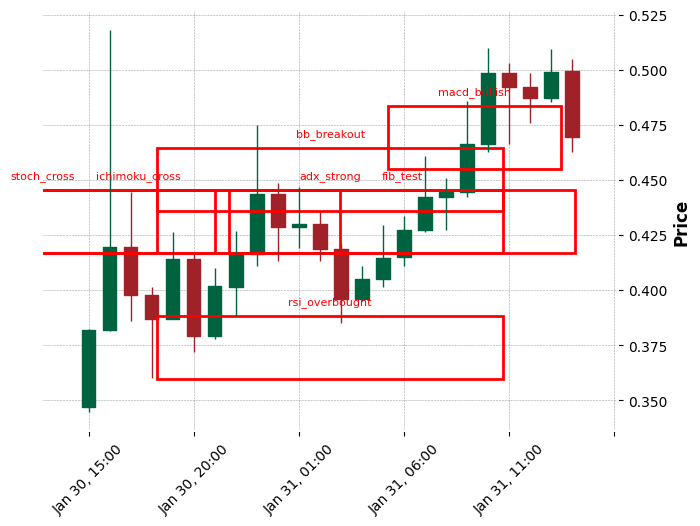 0.525
0.500
macd_bullish
0.475
bb_breakout
0.450
stoch_cross
ichimoku_cross
adx_strong
fib_test
0.425
0.400
rsi_overbought
0.375
0.350
Price
Jan 30, 15:00
Jan 30, 20:00
Jan 31, 01:00
Jan 31, 06:00
Jan 31, 11:00